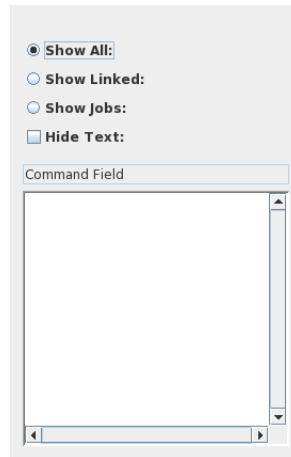 Show All:
Show Linked:
Show Jobs:
Hide Text:
Command Field